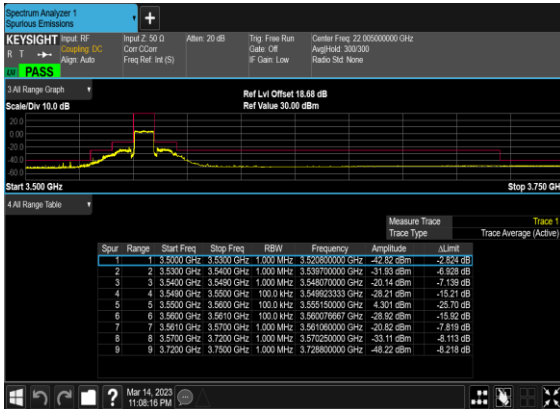 Spectrum Analyzer 1
Spurious Emissions
KEYSIGHT Input: RF Input Z: 50 Ω Atten: 20 dB Trig: Free Run Center Freq: 22.005000000 GHz
R T Coupling: DC Corr CCorr Gate: Off Avg|Hold: 300/300
Align: Auto Freq Ref: Int (S) IF Gain: Low Radio Std: None
PASS
3 All Range Graph
Ref Lvl Offset 18.68 dB
Scale/Div 10.0 dB Ref Value 30.00 dBm
20.0
0.00
-20.0
-40.0
-60.0
Start 3.500 GHz Stop 3.750 GH
4 All Range Table
Measure Trace Trace 1
Trace Type Trace Average (Active)
Spur Range Start Freq Stop Freq RBW Frequency Amplitude ΔLimit
1 1 3.5000 GHz 3.5300 GHz 1.000 MHz 3.520800000 GHz -42.82 dBm -2.824 dB
2 2 3.5300 GHz 3.5400 GHz 1.000 MHz 3.539700000 GHz -31.93 dBm -6.928 dB
3 3 3.5400 GHz 3.5490 GHz 1.000 MHz 3.548070000 GHz -20.14 dBm -7.139 dB
4 4 3.5490 GHz 3.5500 GHz 100.0 kHz 3.549923333 GHz -28.21 dBm -15.21 dB
5 5 3.5500 GHz 3.5600 GHz 100.0 kHz 3.555150000 GHz 4.301 dBm -25.70 dB
6 6 3.5600 GHz 3.5610 GHz 100.0 kHz 3.560076667 GHz -28.92 dBm -15.92 dB
7 7 3.5610 GHz 3.5700 GHz 1.000 MHz 3.561060000 GHz -20.82 dBm -7.819 dB
8 8 3.5700 GHz 3.7200 GHz 1.000 MHz 3.570250000 GHz -33.11 dBm -8.113 dB
9 9 3.7200 GHz 3.7500 GHz 1.000 MHz 3.728800000 GHz -48.22 dBm -8.218 dB
Mar 14, 2023
11:08:16 PM